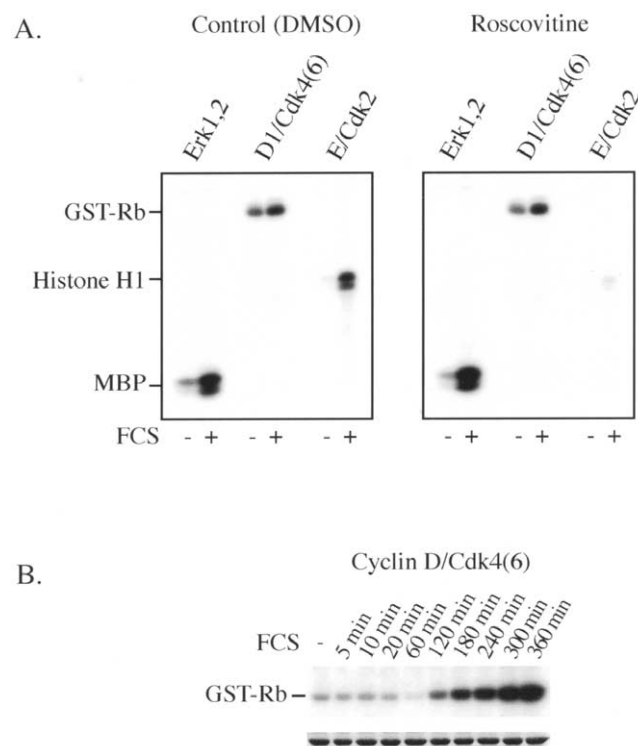 A.
Control (DMSO) Roscovitine
Erk1,2 D1/Cdk4(6) E/Cdk2 Erk1,2 D1/Cdk4(6) E/Cdk2
GST-Rb
Histone H1
MBP
FCS - + - + - + - + - + - +
B.
Cyclin D/Cdk4(6)
FCS - 5 min 10 min 20 min 60 min 120 min 180 min 240 min 300 min 360 min
GST-Rb